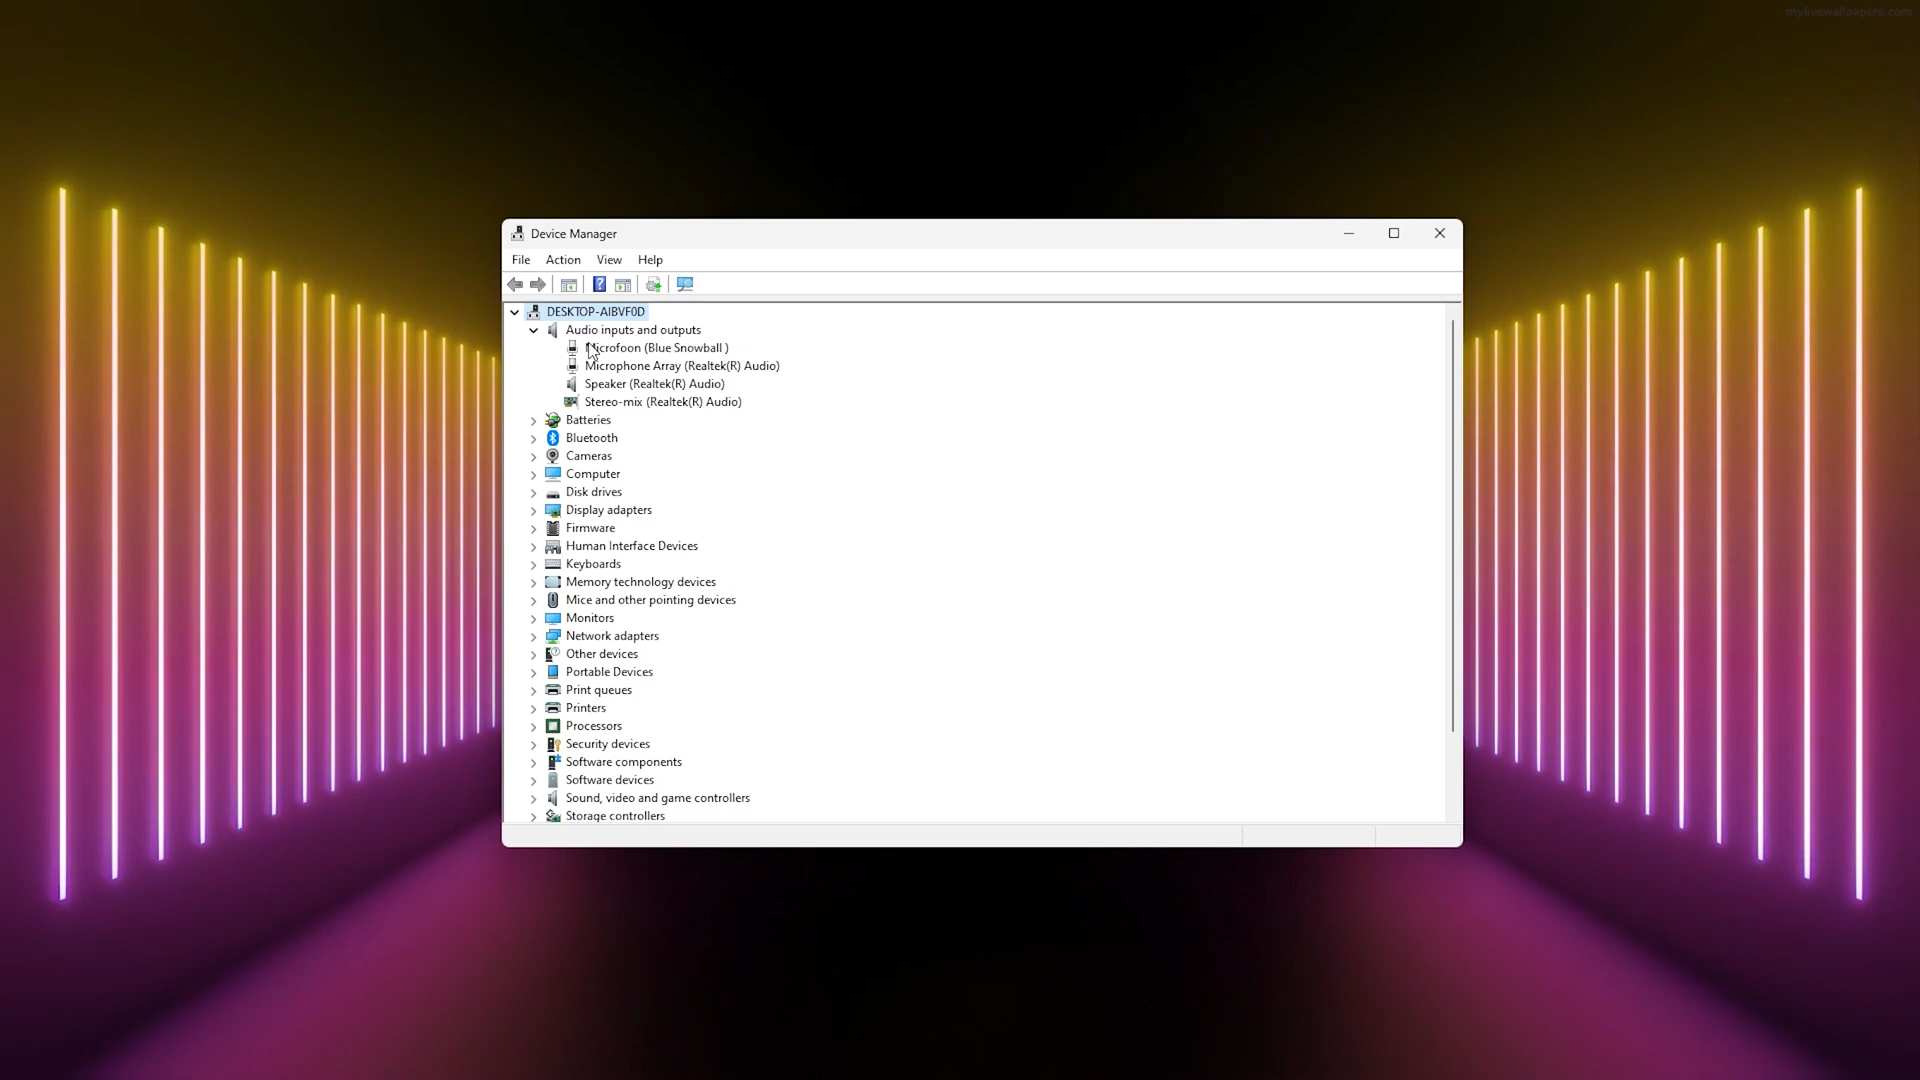 mylivewallpapers.com
Device Manager
File Action View Help
DESKTOP-AIBVF0D
Audio inputs and outputs
Microfoon (Blue Snowball )
Microphone Array (Realtek(R) Audio)
Speaker (Realtek(R) Audio)
Stereo-mix (Realtek(R) Audio)
Batteries
Bluetooth
Cameras
Computer
Disk drives
Display adapters
Firmware
Human Interface Devices
Keyboards
Memory technology devices
Mice and other pointing devices
Monitors
Network adapters
Other devices
Portable Devices
Print queues
Printers
Processors
Security devices
Software components
Software devices
Sound, video and game controllers
Storage controllers